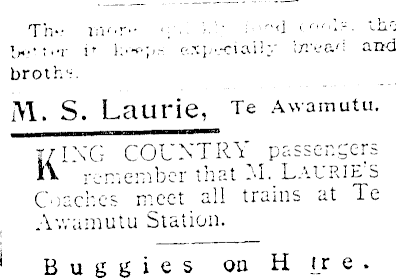 The more quickly food cools, the
better it keeps expecially bread and
broths.
M. S. Laurie, Te Awamutu.
KING COUNTRY passengers
remember that M. LAURIE'S
Coaches meet all trains at Te
Awamutu Station.
Buggies on Hire.